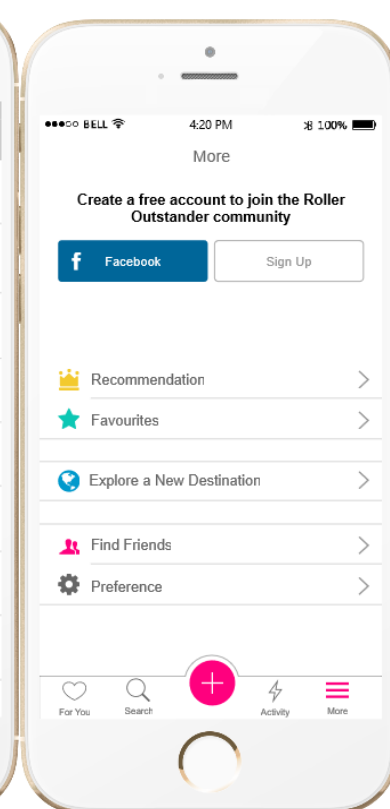 BELL 4:20 PM 100%
More
Create a free account to join the Roller
Outstander community
f Facebook Sign Up
Recommendation
Favourites
Explore a New Destination
Find Friends
Preference
For You Search Activity More